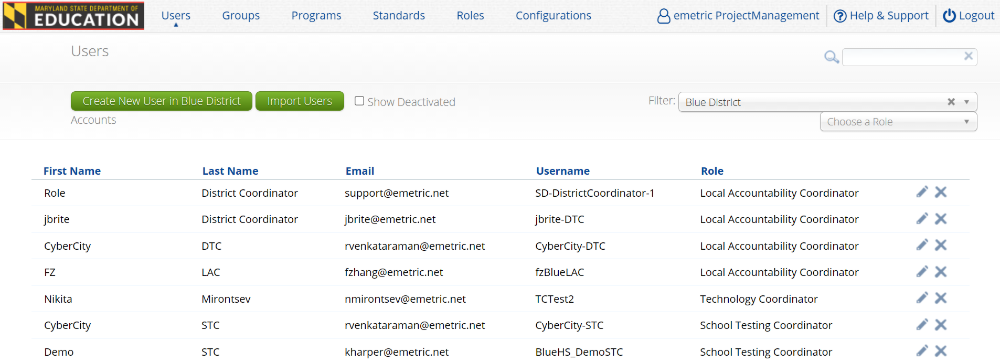 MARYLAND STATE DEPARTMENT OF
EDUCATION
Users Groups Programs Standards Roles Configurations emetric ProjectManagement Help & Support Logout
Users
Create New User in Blue District Import Users Show Deactivated Accounts
Filter: Blue District
Choose a Role
First Name Last Name Email Username Role
Role District Coordinator support@emetric.net SD-DistrictCoordinator-1 Local Accountability Coordinator
jbrite District Coordinator jbrite@emetric.net jbrite-DTC Local Accountability Coordinator
CyberCity DTC rvenkataraman@emetric.net CyberCity-DTC Local Accountability Coordinator
FZ LAC fzhang@emetric.net fzBlueLAC Local Accountability Coordinator
Nikita Mirontsev nmirontsev@emetric.net TCTest2 Technology Coordinator
CyberCity STC rvenkataraman@emetric.net CyberCity-STC School Testing Coordinator
Demo STC kharper@emetric.net BlueHS_DemoSTC School Testing Coordinator